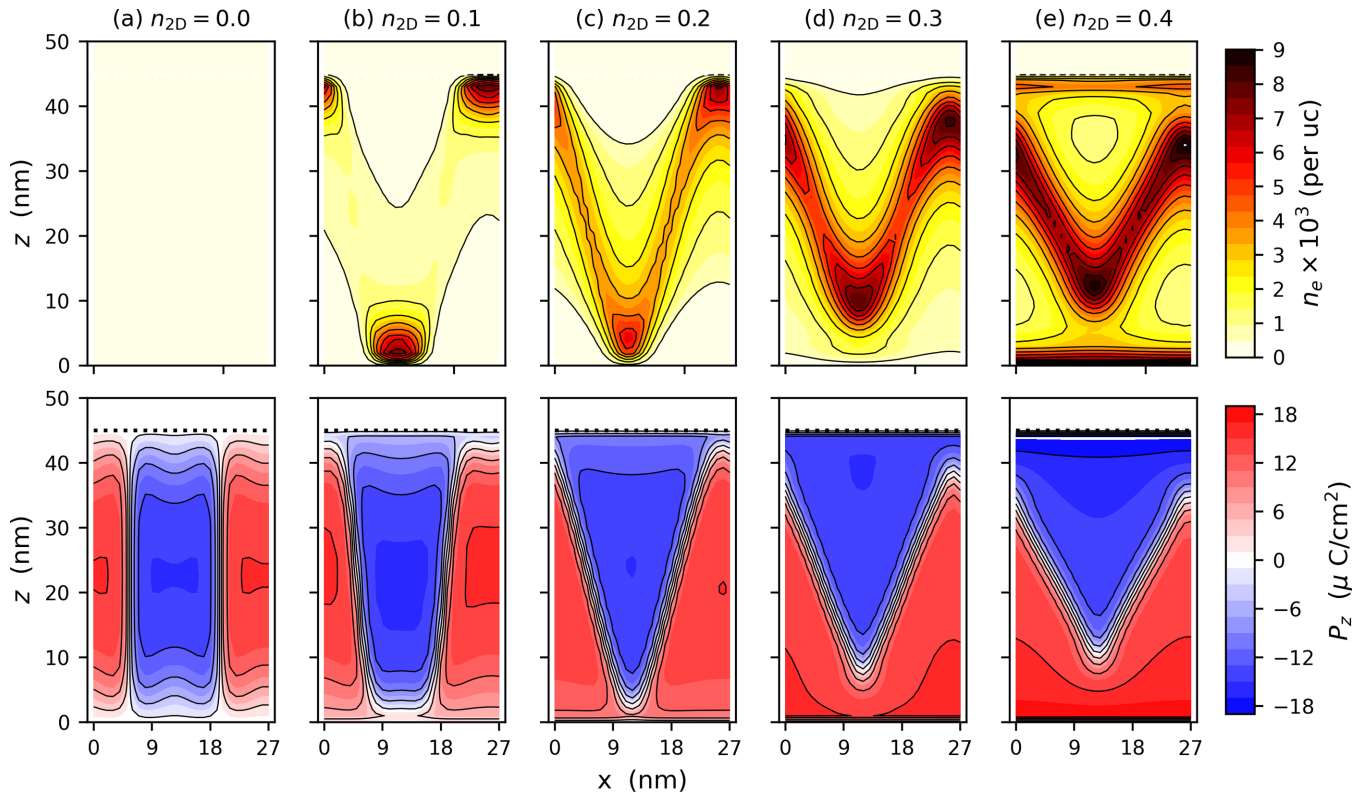 (a) n2D = 0.0
(b) n2D = 0.1
(c) n2D = 0.2
(d) n2D = 0.3
(e) n2D = 0.4
50
40
30
20
10
0
z (nm)
9
8
7
6
5
4
3
2
1
0
ne × 10³ (per uc)
50
40
30
20
10
0
z (nm)
0 9 18 27
0 9 18 27
0 9 18 27
0 9 18 27
0 9 18 27
x (nm)
18
12
6
0
−6
−12
−18
Pz (μ C/cm²)